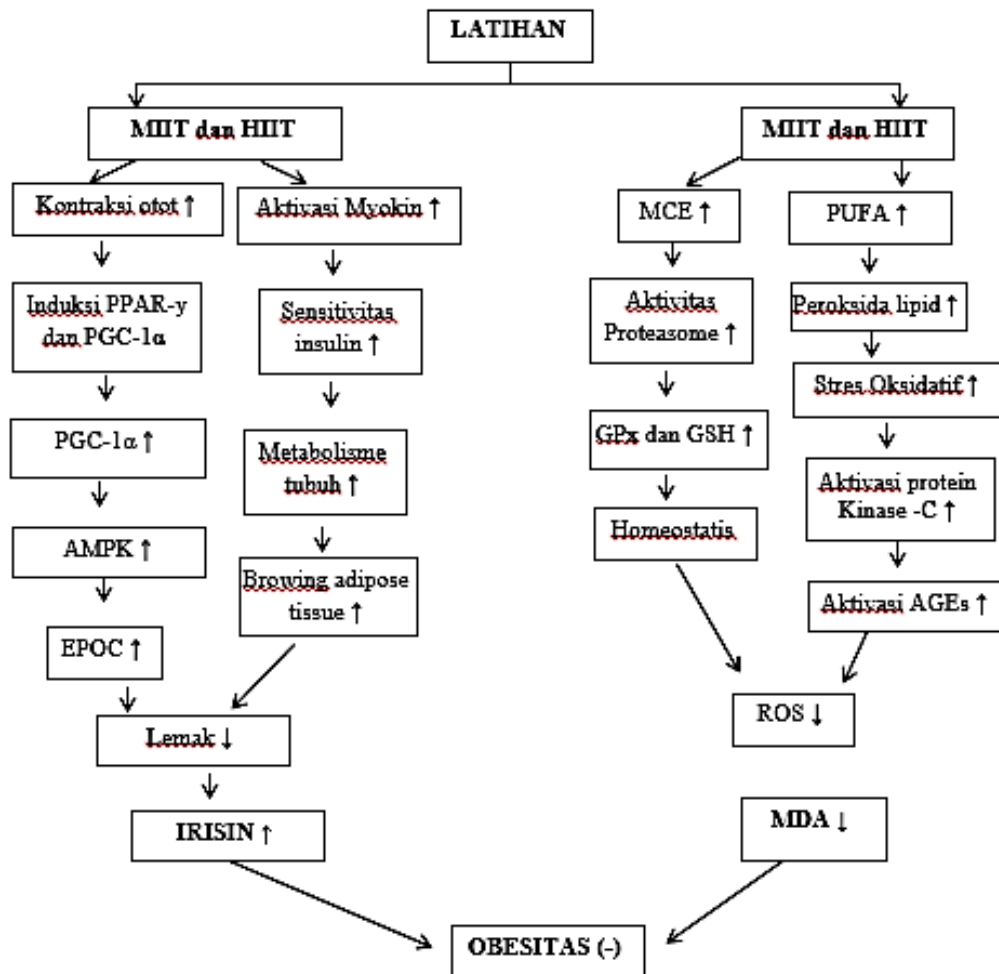 LATIHAN
MIIT dan HIIT
MIIT dan HIIT
Kontraksi otot ↑
Aktivasi Myokin ↑
MCE ↑
PUFA ↑
Induksi PPAR-y
dan PGC-1α
Sensitivitas
insulin ↑
Aktivitas
Proteasome ↑
Peroksida lipid ↑
Stres Oksidatif ↑
PGC-1α ↑
Metabolisme
tubuh ↑
GPx dan GSH ↑
Aktivasi protein
Kinase -C ↑
AMPK ↑
Homeostatis
Browing adipose
tissue ↑
Aktivasi AGEs ↑
EPOC ↑
Lemak ↓
ROS ↓
IRISIN ↑
MDA ↓
OBESITAS (-)